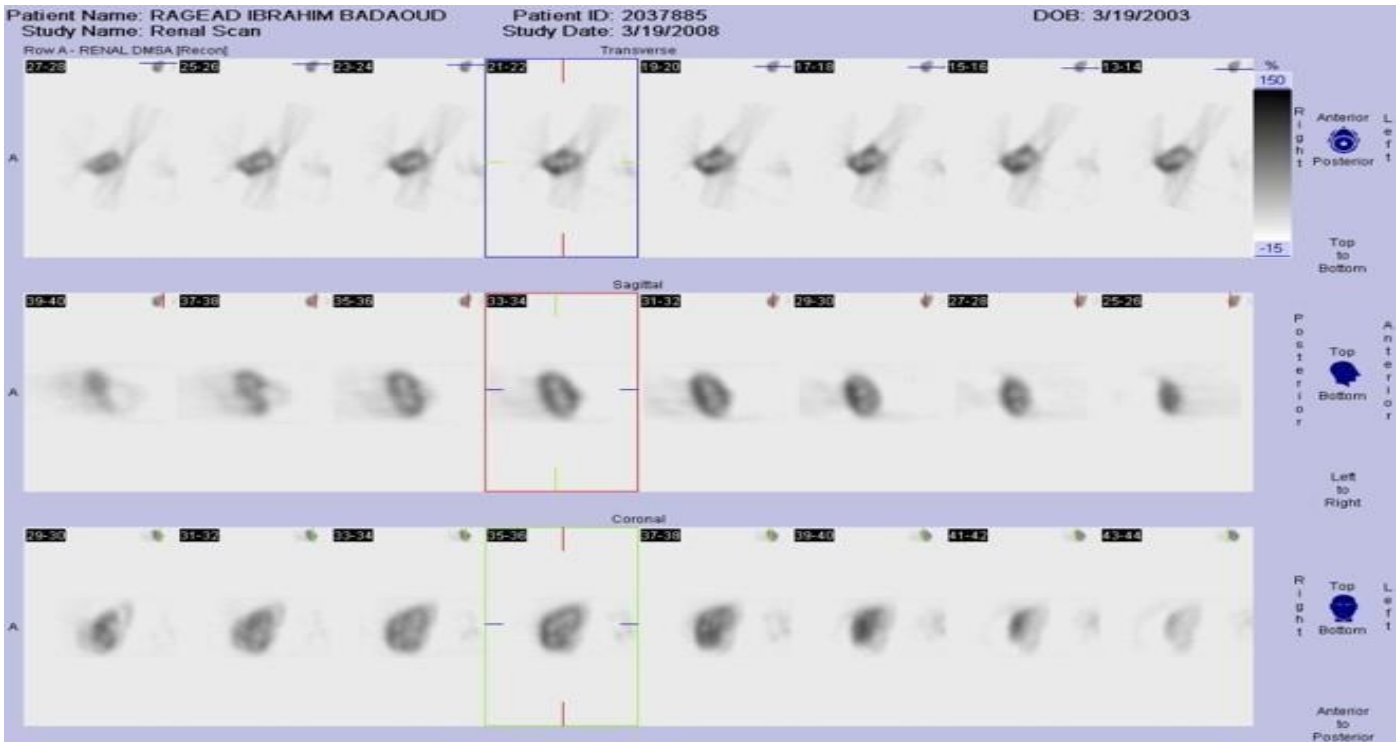 Patient Name: RAGEAD IBRAHIM BADAOUD Patient ID: 2037885 DOB: 3/19/2003
Study Name: Renal Scan Study Date: 3/19/2008
Row A - RENAL DMSA [Recon] Transverse
27-28 25-26 23-24 21-22 19-20 17-18 15-16 13-14 %
150
A
-15
Right Anterior Left
Posterior
Top
to
Bottom
Sagittal
39-40 37-38 35-36 33-34 31-32 29-30 27-28 25-26
A
Posterior Top Anterior
Bottom
Left
to
Right
Coronal
29-30 31-32 33-34 35-36 37-38 39-40 41-42 43-44
A
Right Top Left
Bottom
Anterior
to
Posterior